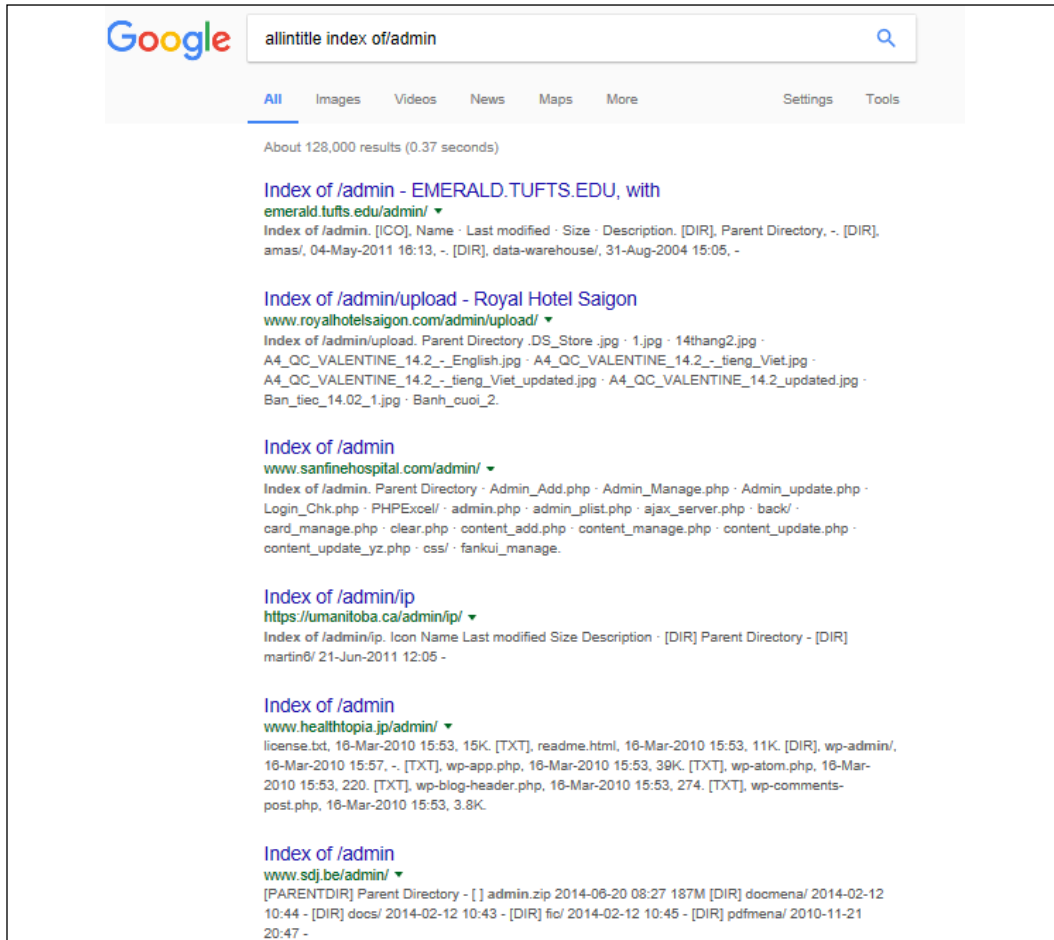 Google
allintitle index of/admin
All Images Videos News Maps More Settings Tools
About 128,000 results (0.37 seconds)
Index of /admin - EMERALD.TUFTS.EDU, with
emerald.tufts.edu/admin/
Index of /admin. [ICO], Name · Last modified · Size · Description. [DIR], Parent Directory, -. [DIR],
amas/, 04-May-2011 16:13, -. [DIR], data-warehouse/, 31-Aug-2004 15:05, -
Index of /admin/upload - Royal Hotel Saigon
www.royalhotelsaigon.com/admin/upload/
Index of /admin/upload. Parent Directory .DS_Store .jpg · 1.jpg · 14thang2.jpg ·
A4_QC_VALENTINE_14.2_-_English.jpg · A4_QC_VALENTINE_14.2_-_tieng_Viet.jpg ·
A4_QC_VALENTINE_14.2_-_tieng_Viet_updated.jpg · A4_QC_VALENTINE_14.2_updated.jpg ·
Ban_tiec_14.02_1.jpg · Banh_cuoi_2.
Index of /admin
www.sanfinehospital.com/admin/
Index of /admin. Parent Directory · Admin_Add.php · Admin_Manage.php · Admin_update.php ·
Login_Chk.php · PHPExcel/ · admin.php · admin_plist.php · ajax_server.php · back/ ·
card_manage.php · clear.php · content_add.php · content_manage.php · content_update.php ·
content_update_yz.php · css/ · fankui_manage.
Index of /admin/ip
https://umanitoba.ca/admin/ip/
Index of /admin/ip. Icon Name Last modified Size Description · [DIR] Parent Directory - [DIR]
martin6/ 21-Jun-2011 12:05 -
Index of /admin
www.healthtopia.jp/admin/
license.txt, 16-Mar-2010 15:53, 15K. [TXT], readme.html, 16-Mar-2010 15:53, 11K. [DIR], wp-admin/,
16-Mar-2010 15:57, -. [TXT], wp-app.php, 16-Mar-2010 15:53, 39K. [TXT], wp-atom.php, 16-Mar-
2010 15:53, 220. [TXT], wp-blog-header.php, 16-Mar-2010 15:53, 274. [TXT], wp-comments-
post.php, 16-Mar-2010 15:53, 3.8K.
Index of /admin
www.sdj.be/admin/
[PARENTDIR] Parent Directory - [ ] admin.zip 2014-06-20 08:27 187M [DIR] docmena/ 2014-02-12
10:44 - [DIR] docs/ 2014-02-12 10:43 - [DIR] fic/ 2014-02-12 10:45 - [DIR] pdfmena/ 2010-11-21
20:47 -